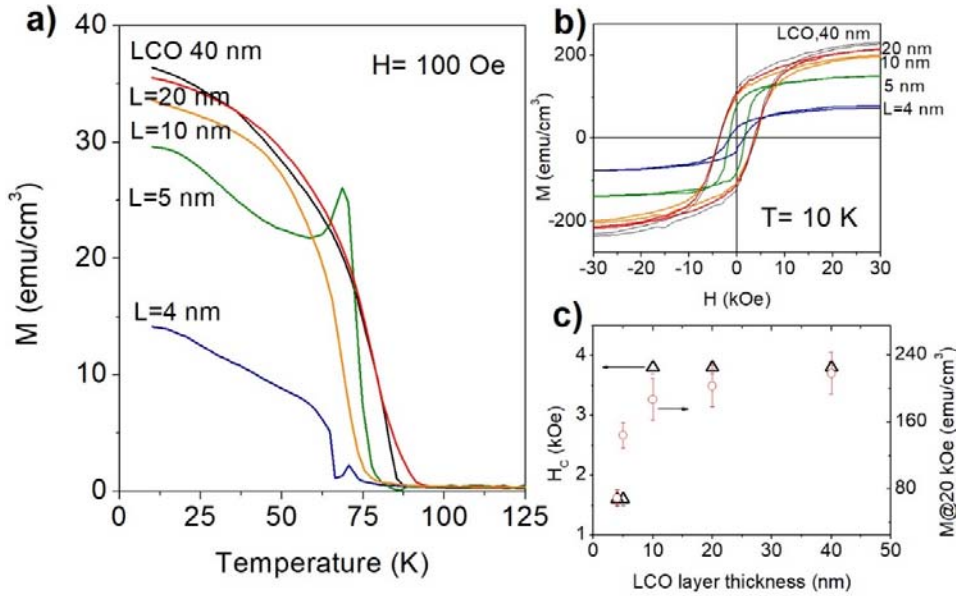 a)
LCO 40 nm
H= 100 Oe
L=20 nm
L=10 nm
L=5 nm
L=4 nm
M (emu/cm³)
40
30
20
10
0
0 25 50 75 100 125
Temperature (K)
b)
LCO,40 nm
20 nm
10 nm
5 nm
L=4 nm
M (emu/cm³)
200
0
-200
T= 10 K
-30 -20 -10 0 10 20 30
H (kOe)
c)
H_C (kOe)
4
3
2
1
240
160
80
M@20 kOe (emu/cm³)
0 10 20 30 40 50
LCO layer thickness (nm)